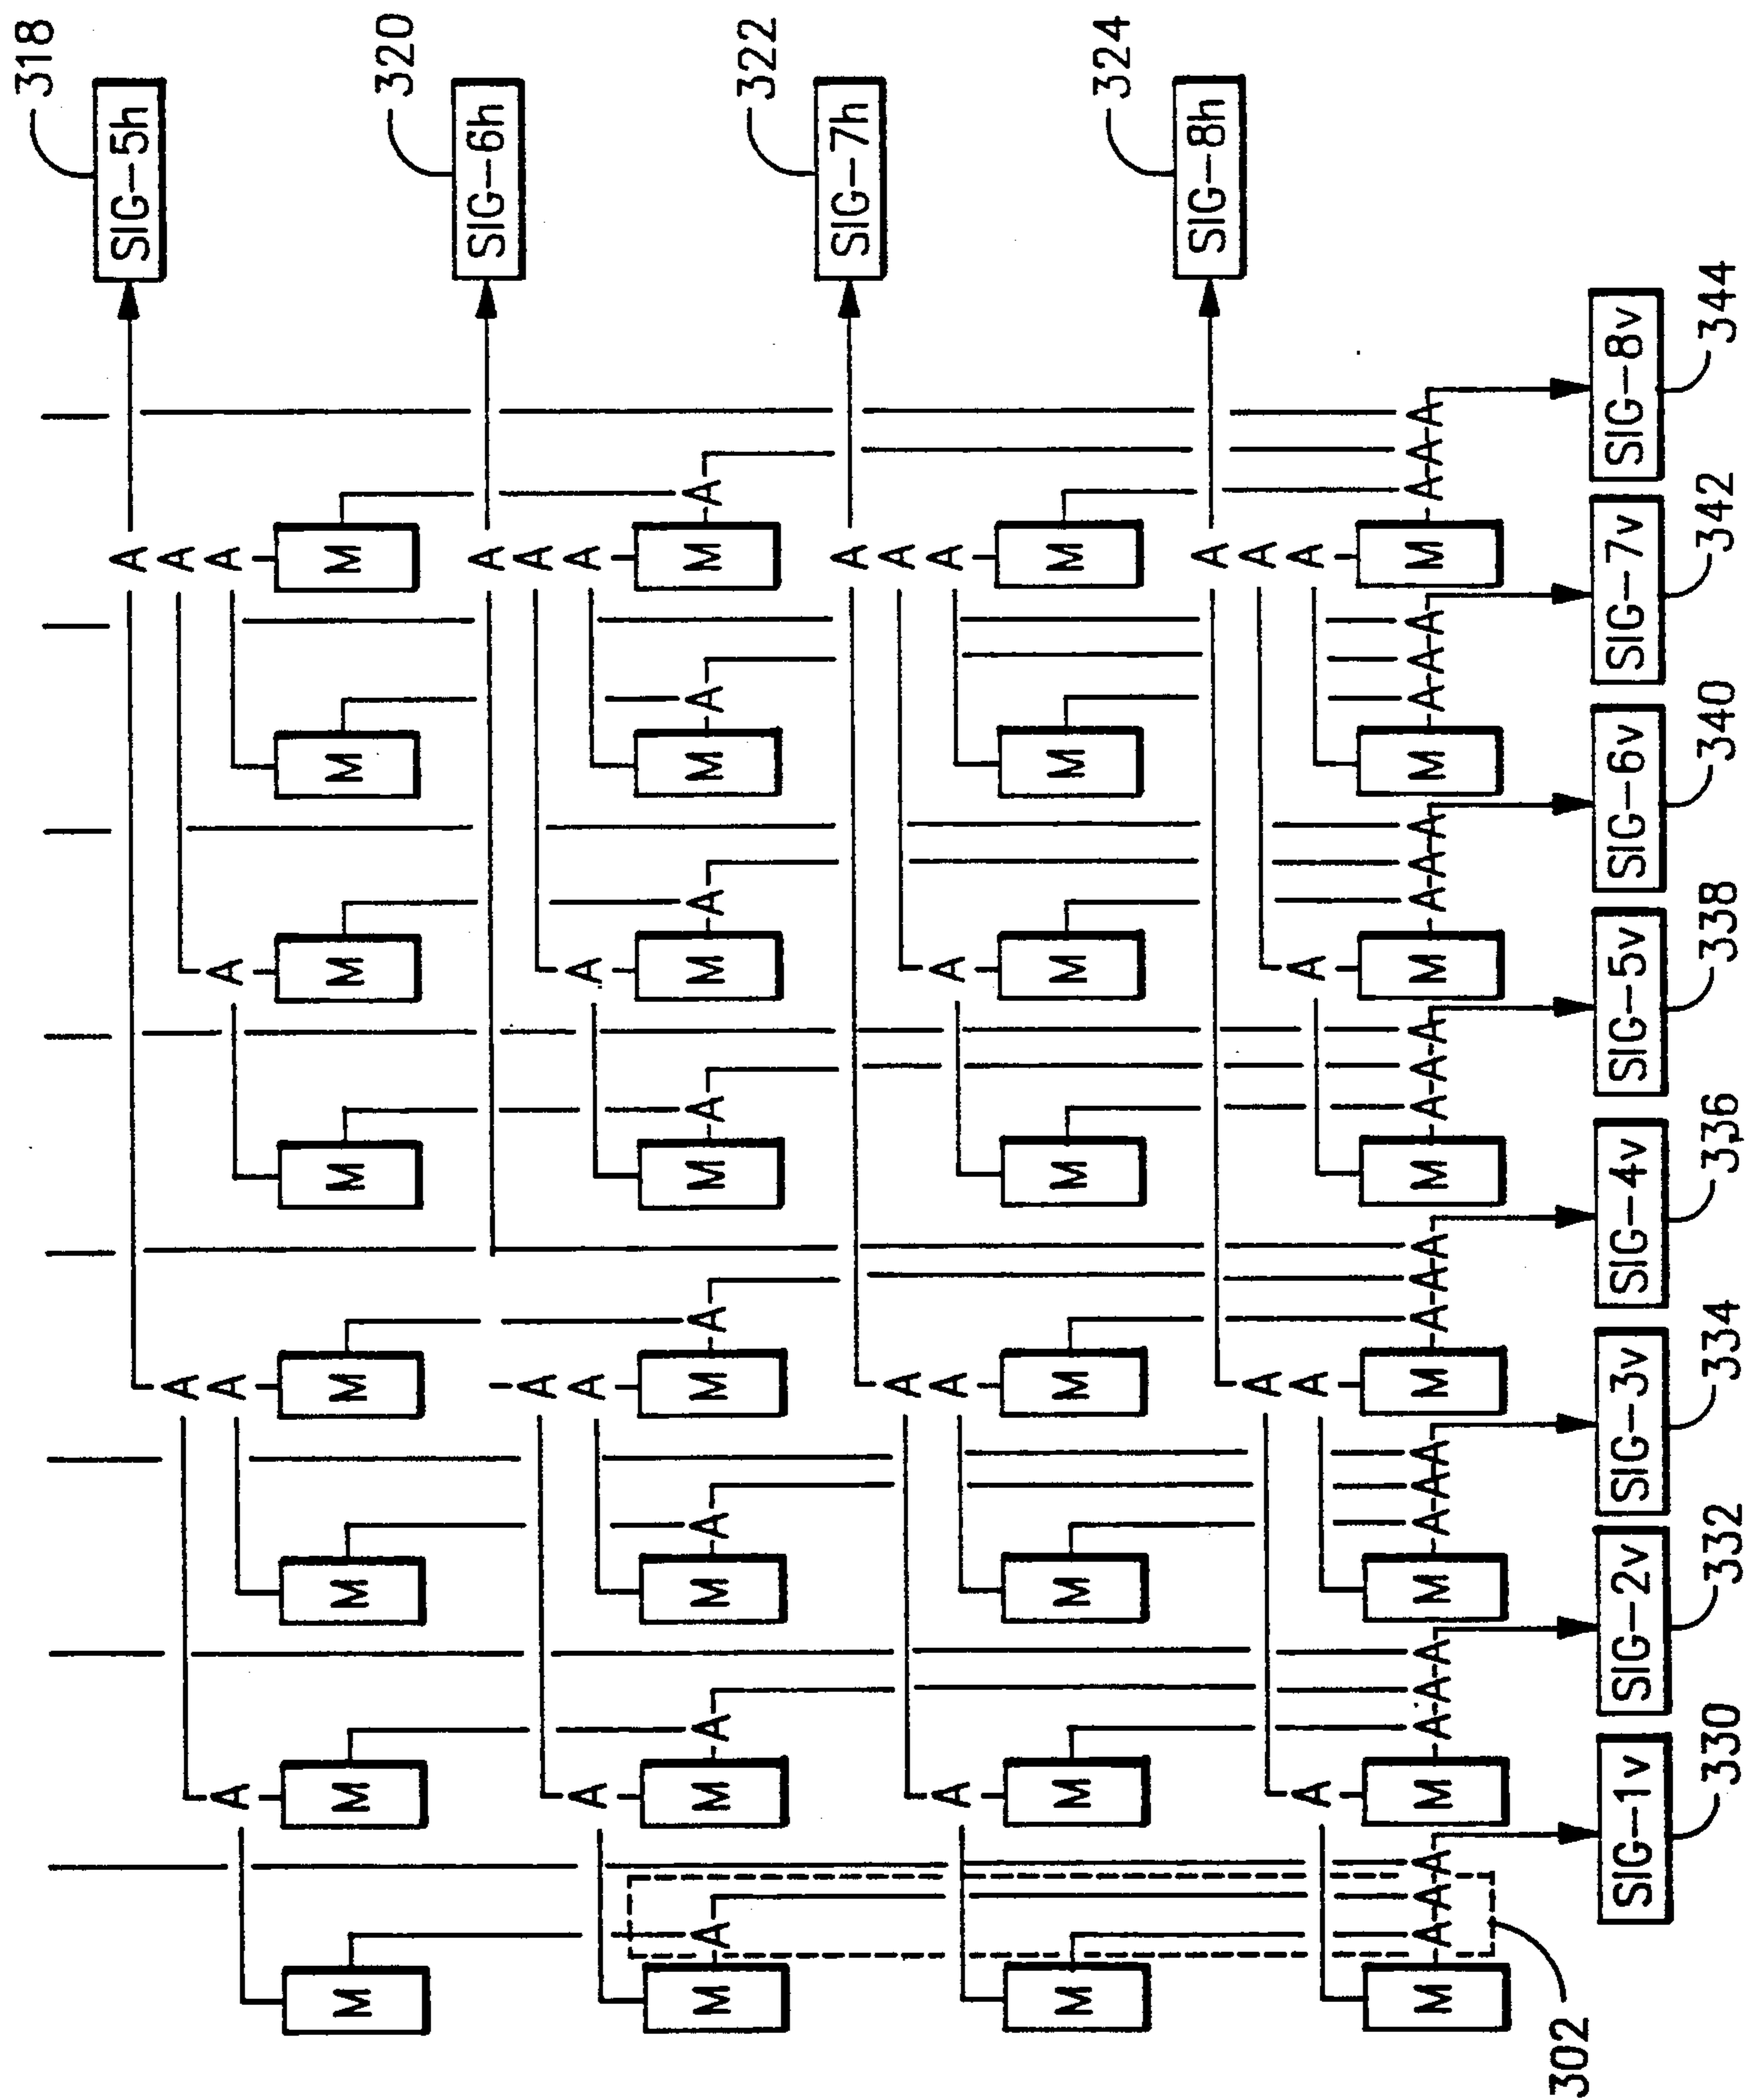 318
A SIG-5h
A A
A A A A
M M M M M M M M
320
A SIG-6h
A A
A A A A
M A M A M A M A M A M A M A M A
322
A SIG-7h
A A
A A A A
M M M M M M M M
324
A SIG-8h
A A
A A A A
M A A A M A A A M A A A M A A A M A A A M A A A M A A A M A A A
302
SIG-1v SIG-2v SIG-3v SIG-4v SIG-5v SIG-6v SIG-7v SIG-8v
330 332 334 336 338 340 342 344